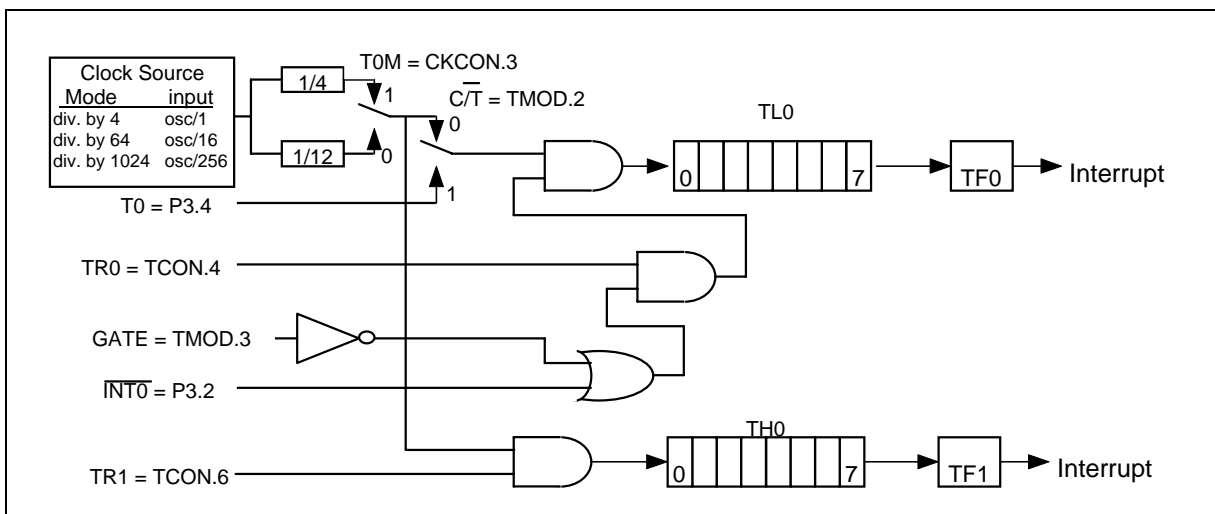 Clock Source
Mode input
div. by 4 osc/1
div. by 64 osc/16
div. by 1024 osc/256
1/4
1/12
T0M = CKCON.3
1
0
C/T̅ = TMOD.2
0
1
T0 = P3.4
TL0
0 7
TF0
Interrupt
TR0 = TCON.4
GATE = TMOD.3
I̅N̅T̅0̅ = P3.2
TR1 = TCON.6
TH0
0 7
TF1
Interrupt